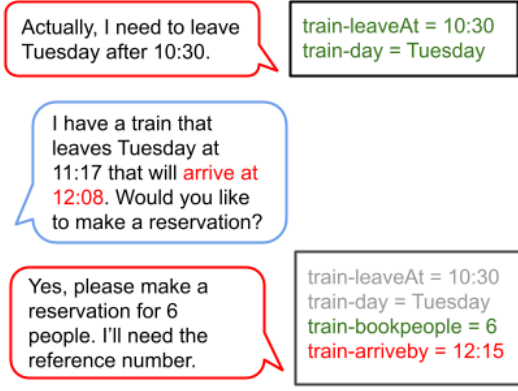 Actually, I need to leave
Tuesday after 10:30.
train-leaveAt = 10:30
train-day = Tuesday
I have a train that
leaves Tuesday at
11:17 that will arrive at
12:08. Would you like
to make a reservation?
Yes, please make a
reservation for 6
people. I'll need the
reference number.
train-leaveAt = 10:30
train-day = Tuesday
train-bookpeople = 6
train-arriveby = 12:15